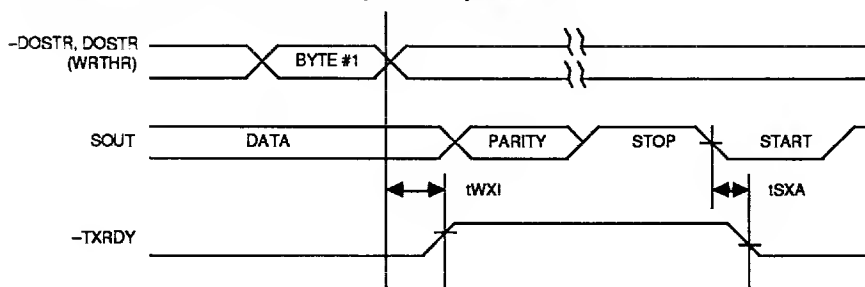 –DOSTR, DOSTR
(WRTHR)
BYTE #1
SOUT
DATA
PARITY
STOP
START
tWXI
tSXA
–TXRDY